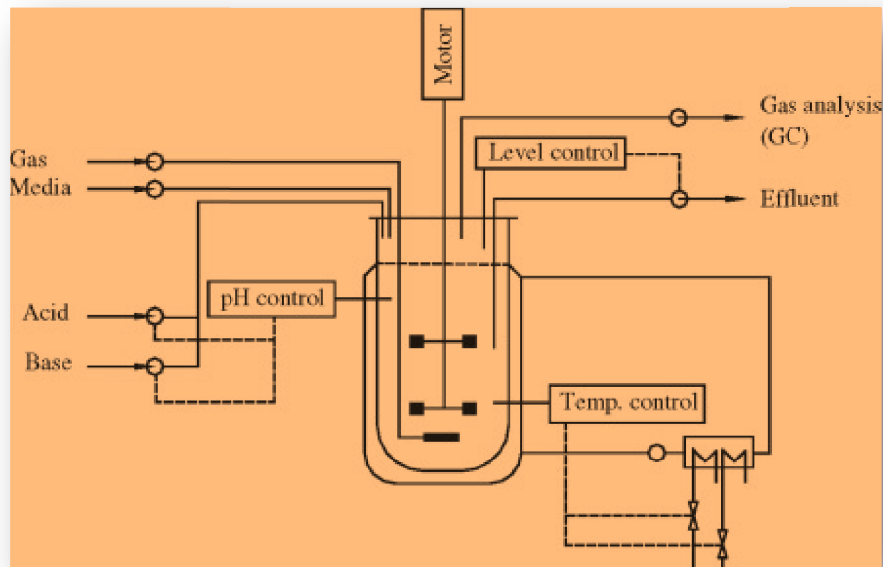 Motor
Gas analysis
(GC)
Level control
Gas
Media
Effluent
pH control
Acid
Base
Temp. control